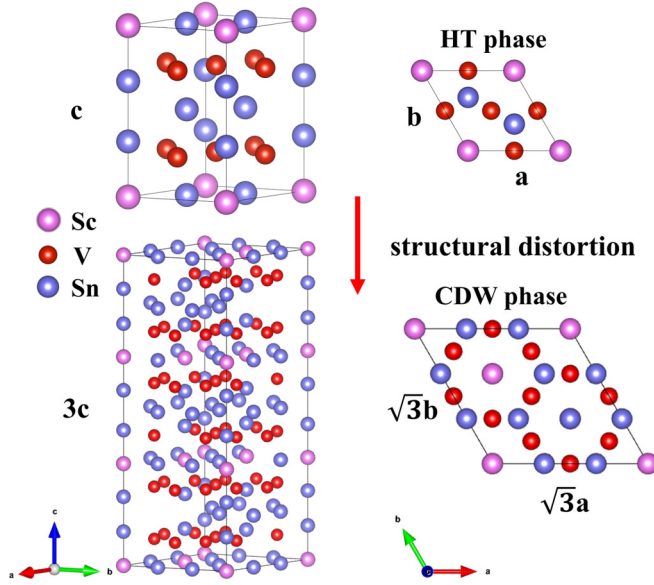 HT phase
c
b
a
Sc
V
Sn
structural distortion
CDW phase
3c
√3b
√3a
c
a
b
b
a
c